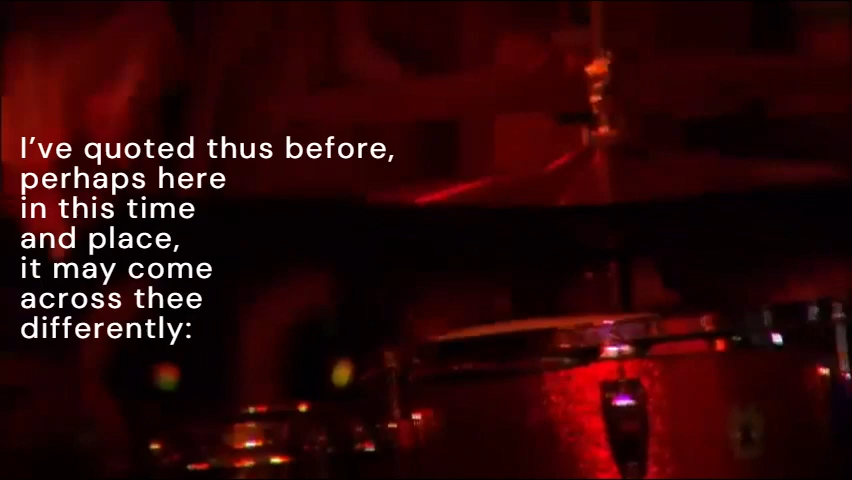 I've quoted thus before,
perhaps here
in this time
and place,
it may come
across thee
differently: